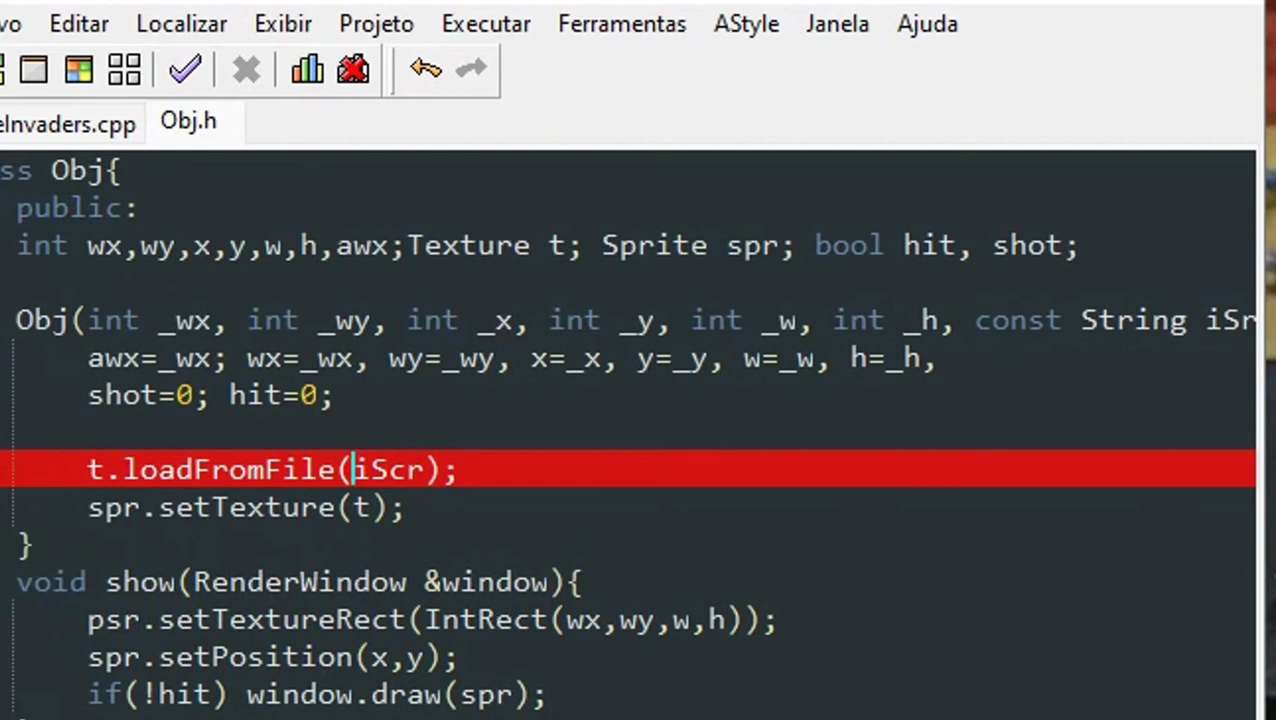 vo Editar Localizar Exibir Projeto Executar Ferramentas AStyle Janela Ajuda
eInvaders.cpp Obj.h
ss Obj{
public:
int wx,wy,x,y,w,h,awx;Texture t; Sprite spr; bool hit, shot;
Obj(int _wx, int _wy, int _x, int _y, int _w, int _h, const String iSr
awx=_wx; wx=_wx, wy=_wy, x=_x, y=_y, w=_w, h=_h,
shot=0; hit=0;
t.loadFromFile(iScr);
spr.setTexture(t);
}
void show(RenderWindow &window){
psr.setTextureRect(IntRect(wx,wy,w,h));
spr.setPosition(x,y);
if(!hit) window.draw(spr);